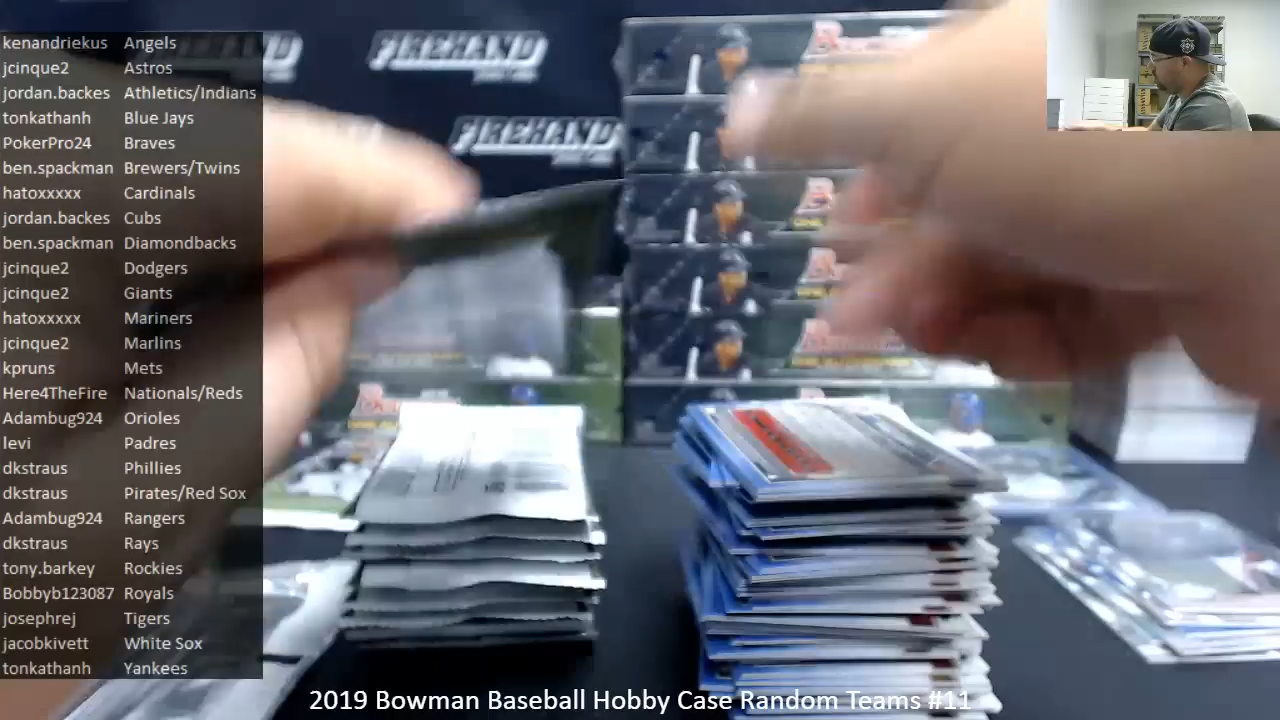 kenandriekus Angels
jcinque2 Astros
jordan.backes Athletics/Indians
tonkathanh Blue Jays
PokerPro24 Braves
ben.spackman Brewers/Twins
hatoxxxxx Cardinals
jordan.backes Cubs
ben.spackman Diamondbacks
jcinque2 Dodgers
jcinque2 Giants
hatoxxxxx Mariners
jcinque2 Marlins
kpruns Mets
Here4TheFire Nationals/Reds
Adambug924 Orioles
levi Padres
dkstraus Phillies
dkstraus Pirates/Red Sox
Adambug924 Rangers
dkstraus Rays
tony.barkey Rockies
Bobbyb123087 Royals
josephrej Tigers
jacobkivett White Sox
tonkathanh Yankees
FIREHAND
FIREHAND
2019 Bowman Baseball Hobby Case Random Teams #11